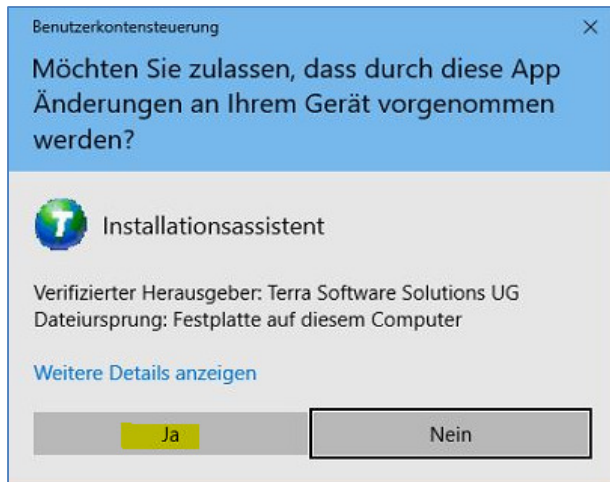 Benutzerkontensteuerung
Möchten Sie zulassen, dass durch diese App
Änderungen an Ihrem Gerät vorgenommen
werden?
T
Installationsassistent
Verifizierter Herausgeber: Terra Software Solutions UG
Dateiursprung: Festplatte auf diesem Computer
Weitere Details anzeigen
Ja
Nein